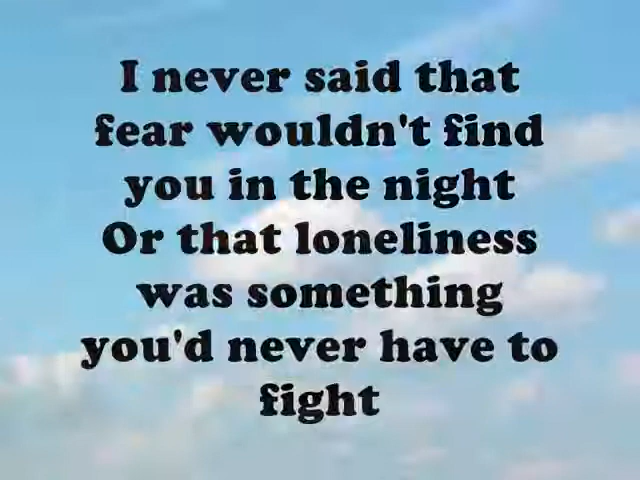 I never said that
fear wouldn't find
you in the night
Or that loneliness
was something
you'd never have to
fight